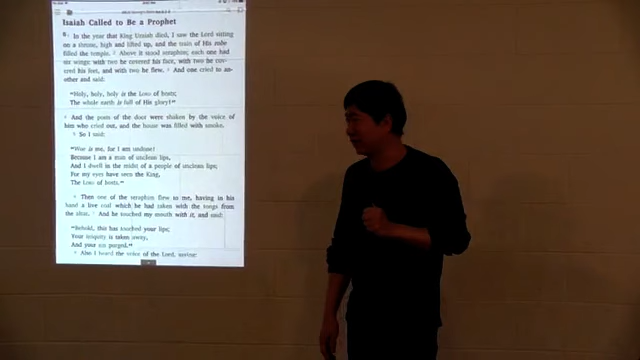 Isaiah Called to Be a Prophet
6 In the year that King Uzziah died, I saw the Lord sitting
on a throne, high and lifted up, and the train of His robe
filled the temple. 2 Above it stood seraphim; each one had
six wings: with two he covered his face, with two he cov-
ered his feet, and with two he flew. 3 And one cried to an-
other and said:
"Holy, holy, holy is the LORD of hosts;
The whole earth is full of His glory!"
4 And the posts of the door were shaken by the voice of
him who cried out, and the house was filled with smoke.
5 So I said:
"Woe is me, for I am undone!
Because I am a man of unclean lips,
And I dwell in the midst of a people of unclean lips;
For my eyes have seen the King,
The LORD of hosts."
6 Then one of the seraphim flew to me, having in his
hand a live coal which he had taken with the tongs from
the altar. 7 And he touched my mouth with it, and said:
"Behold, this has touched your lips;
Your iniquity is taken away,
And your sin purged."
8 Also I heard the voice of the Lord, saying: